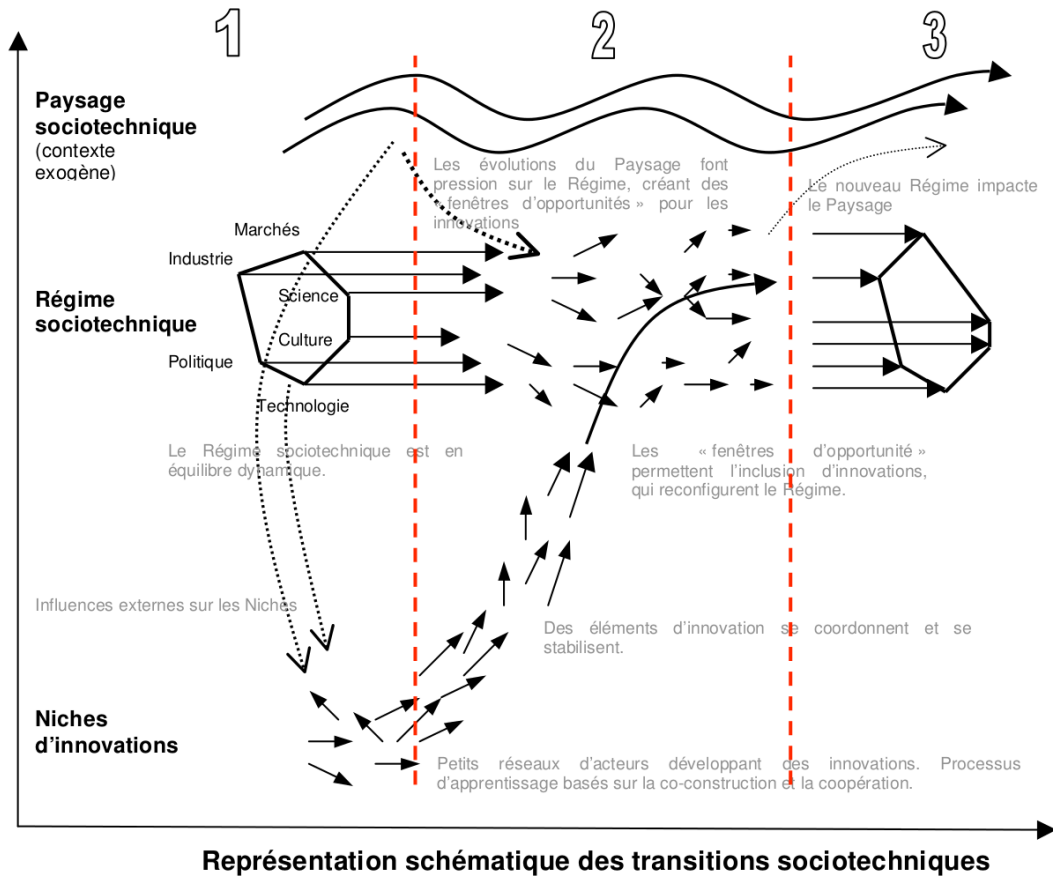 1
2
3
Paysage
sociotechnique
(contexte
exogène)
Les évolutions du Paysage font
pression sur le Régime, créant des
« fenêtres d'opportunités » pour les
innovations
Le nouveau Régime impacte
le Paysage
Marchés
Industrie
Science
Régime
sociotechnique
Culture
Politique
Technologie
Le Régime sociotechnique est en
équilibre dynamique.
Les « fenêtres d'opportunité »
permettent l'inclusion d'innovations,
qui reconfigurent le Régime.
Influences externes sur les Niches
Des éléments d'innovation se coordonnent et se
stabilisent.
Niches
d'innovations
Petits réseaux d'acteurs développant des innovations. Processus
d'apprentissage basés sur la co-construction et la coopération.
Représentation schématique des transitions sociotechniques